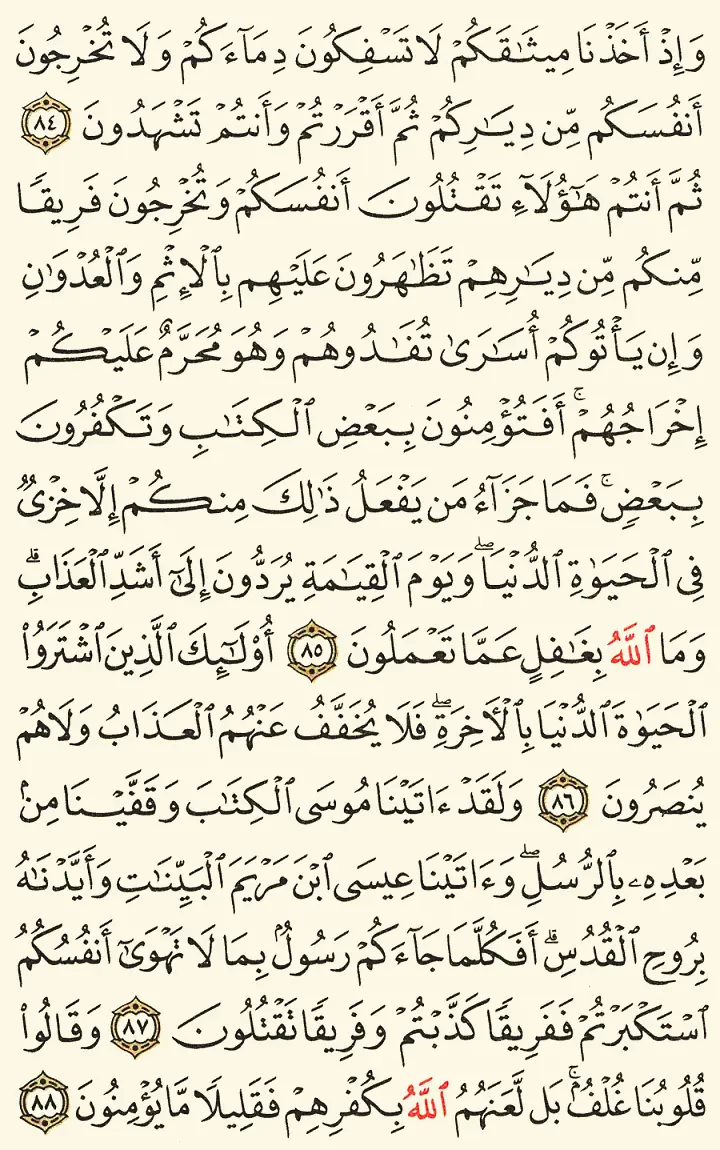 وَإِذْ أَخَذْنَا مِيثَٰقَكُمْ لَا تَسْفِكُونَ دِمَآءَكُمْ وَلَا تُخْرِجُونَ
أَنفُسَكُم مِّن دِيَٰرِكُمْ ثُمَّ أَقْرَرْتُمْ وَأَنتُمْ تَشْهَدُونَ ٨٤
ثُمَّ أَنتُمْ هَٰٓؤُلَآءِ تَقْتُلُونَ أَنفُسَكُمْ وَتُخْرِجُونَ فَرِيقًا
مِّنكُم مِّن دِيَٰرِهِمْ تَظَٰهَرُونَ عَلَيْهِم بِٱلْإِثْمِ وَٱلْعُدْوَٰنِ
وَإِن يَأْتُوكُمْ أُسَٰرَىٰ تُفَٰدُوهُمْ وَهُوَ مُحَرَّمٌ عَلَيْكُمْ
إِخْرَاجُهُمْ ۚ أَفَتُؤْمِنُونَ بِبَعْضِ ٱلْكِتَٰبِ وَتَكْفُرُونَ
بِبَعْضٍ ۚ فَمَا جَزَآءُ مَن يَفْعَلُ ذَٰلِكَ مِنكُمْ إِلَّا خِزْىٌ
فِى ٱلْحَيَوٰةِ ٱلدُّنْيَا ۖ وَيَوْمَ ٱلْقِيَٰمَةِ يُرَدُّونَ إِلَىٰٓ أَشَدِّ ٱلْعَذَابِ ۗ
وَمَا ٱللَّهُ بِغَٰفِلٍ عَمَّا تَعْمَلُونَ ٨٥ أُو۟لَٰٓئِكَ ٱلَّذِينَ ٱشْتَرَوُا۟
ٱلْحَيَوٰةَ ٱلدُّنْيَا بِٱلْءَاخِرَةِ ۖ فَلَا يُخَفَّفُ عَنْهُمُ ٱلْعَذَابُ وَلَا هُمْ
يُنصَرُونَ ٨٦ وَلَقَدْ ءَاتَيْنَا مُوسَى ٱلْكِتَٰبَ وَقَفَّيْنَا مِنۢ
بَعْدِهِۦ بِٱلرُّسُلِ ۖ وَءَاتَيْنَا عِيسَى ٱبْنَ مَرْيَمَ ٱلْبَيِّنَٰتِ وَأَيَّدْنَٰهُ
بِرُوحِ ٱلْقُدُسِ ۗ أَفَكُلَّمَا جَآءَكُمْ رَسُولٌۢ بِمَا لَا تَهْوَىٰٓ أَنفُسُكُمُ
ٱسْتَكْبَرْتُمْ فَفَرِيقًا كَذَّبْتُمْ وَفَرِيقًا تَقْتُلُونَ ٨٧ وَقَالُوا۟
قُلُوبُنَا غُلْفٌۢ ۚ بَل لَّعَنَهُمُ ٱللَّهُ بِكُفْرِهِمْ فَقَلِيلًا مَّا يُؤْمِنُونَ ٨٨